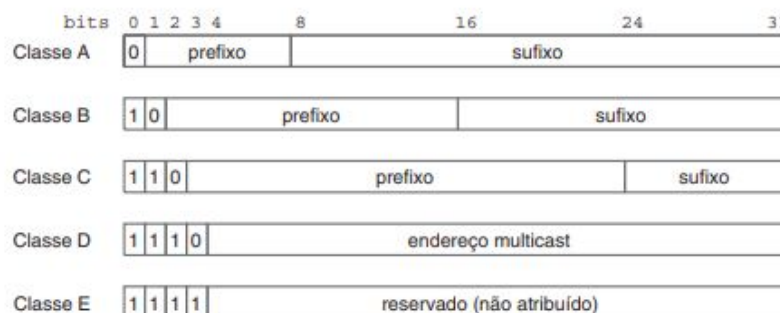 bits 0 1 2 3 4 8 16 24 3
Classe A 0 prefixo sufixo
Classe B 1 0 prefixo sufixo
Classe C 1 1 0 prefixo sufixo
Classe D 1 1 1 0 endereço multicast
Classe E 1 1 1 1 reservado (não atribuído)